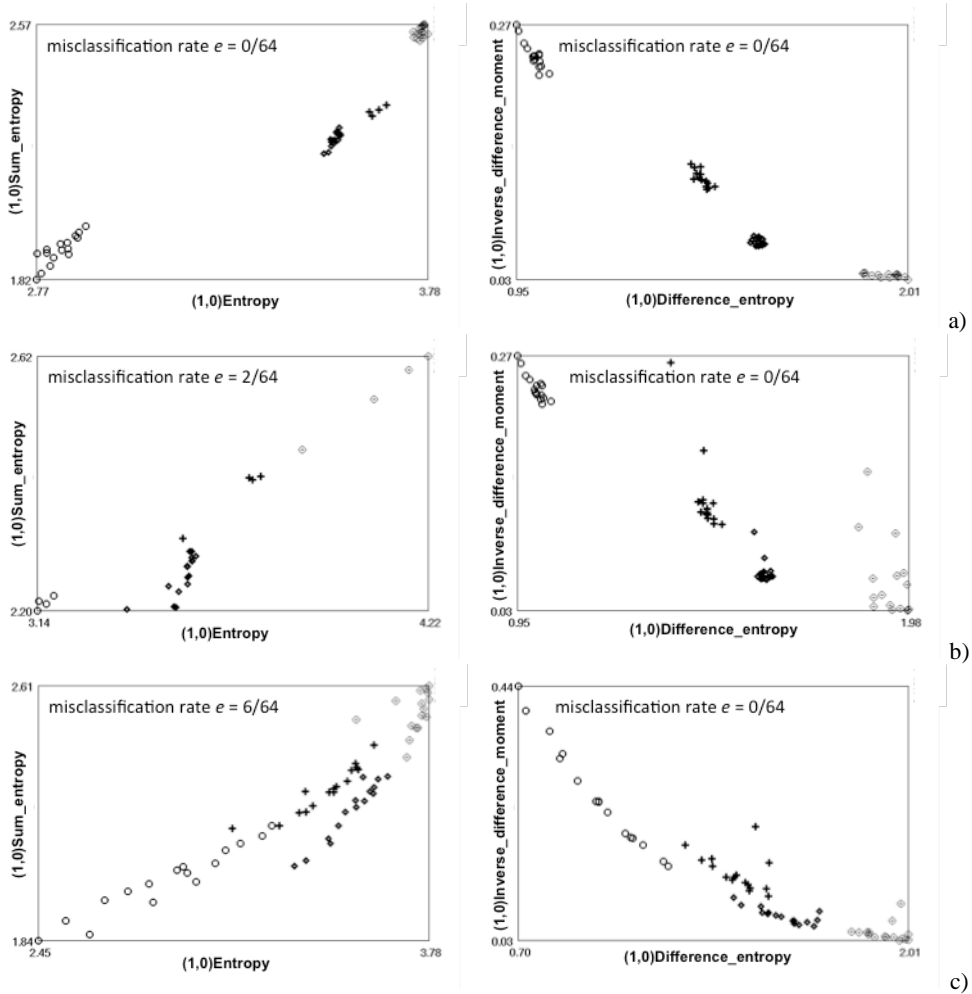 2.57
misclassification rate e = 0/64
(1,0)Sum_entropy
1.82
2.77
3.78
(1,0)Entropy
0.27
misclassification rate e = 0/64
(1,0)Inverse_difference_moment
0.03
0.95
2.01
(1,0)Difference_entropy
a)
2.62
misclassification rate e = 2/64
(1,0)Sum_entropy
2.20
3.14
4.22
(1,0)Entropy
0.27
misclassification rate e = 0/64
(1,0)Inverse_difference_moment
0.03
0.95
1.98
(1,0)Difference_entropy
b)
2.61
misclassification rate e = 6/64
(1,0)Sum_entropy
1.84
2.45
3.78
(1,0)Entropy
0.44
misclassification rate e = 0/64
(1,0)Inverse_difference_moment
0.03
0.70
2.01
(1,0)Difference_entropy
c)